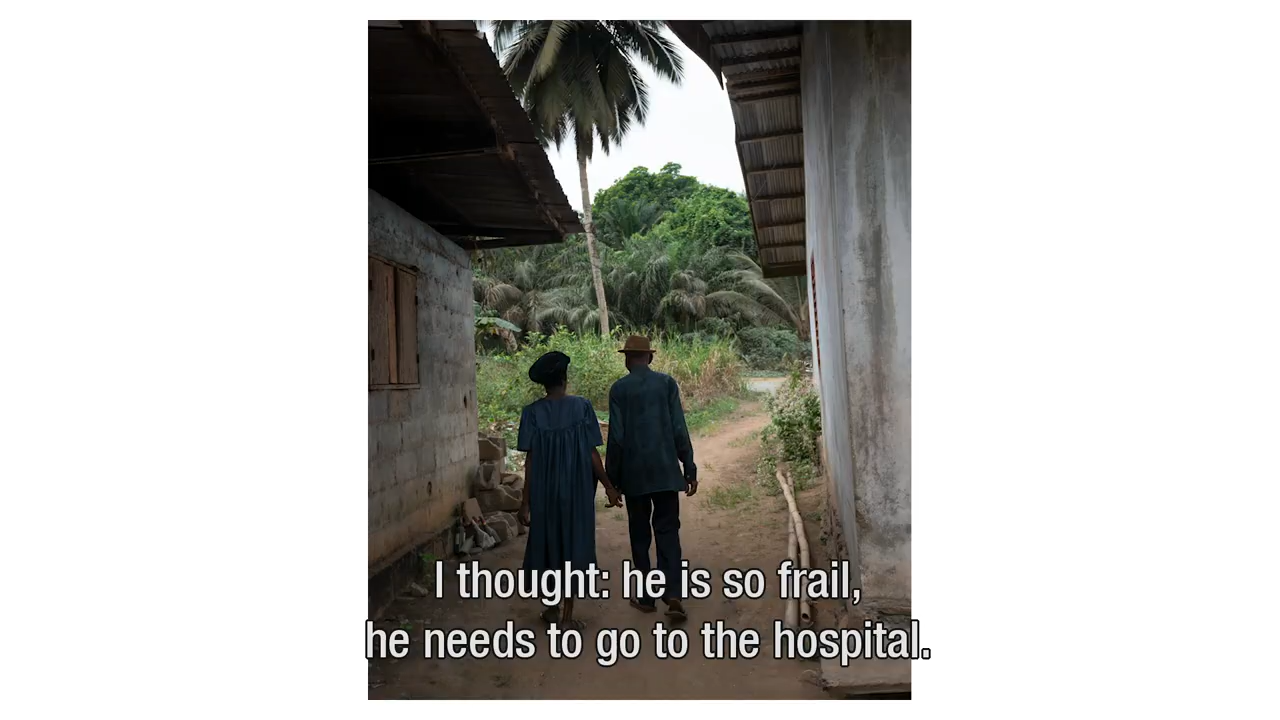 I thought: he is so frail,
he needs to go to the hospital.